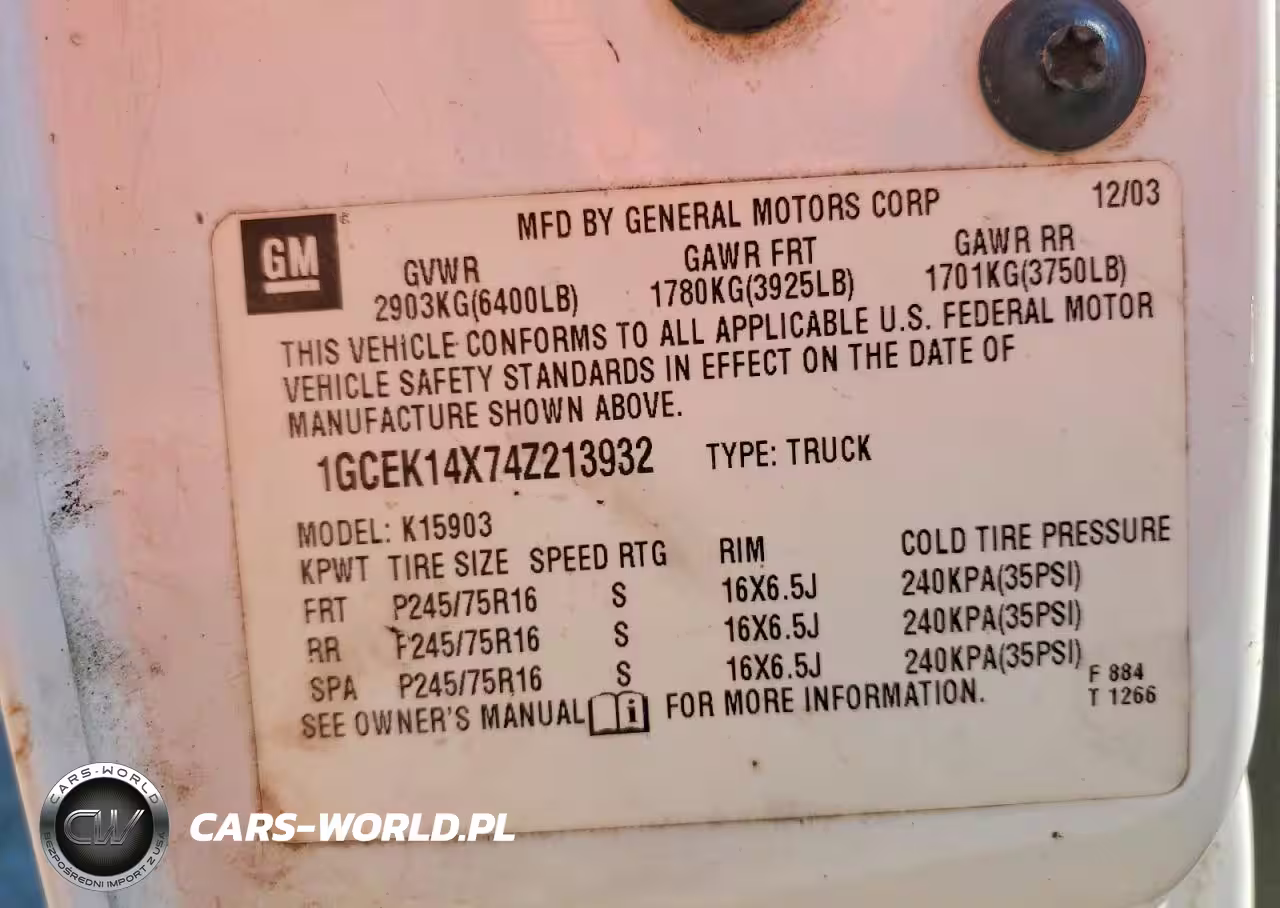 MFD BY GENERAL MOTORS CORP 12/03
GM
GVWR GAWR FRT GAWR RR
2903KG(6400LB) 1780KG(3925LB) 1701KG(3750LB)
THIS VEHICLE CONFORMS TO ALL APPLICABLE U.S. FEDERAL MOTOR
VEHICLE SAFETY STANDARDS IN EFFECT ON THE DATE OF
MANUFACTURE SHOWN ABOVE.
1GCEK14X74Z213932 TYPE: TRUCK
MODEL: K15903
KPWT TIRE SIZE SPEED RTG RIM COLD TIRE PRESSURE
FRT P245/75R16 S 16X6.5J 240KPA(35PSI)
RR P245/75R16 S 16X6.5J 240KPA(35PSI)
SPA P245/75R16 S 16X6.5J 240KPA(35PSI)
SEE OWNER'S MANUAL i FOR MORE INFORMATION.
F 884
T 1266
CARS-WORLD
CW
BEZPOŚREDNI IMPORT Z USA
CARS-WORLD.PL